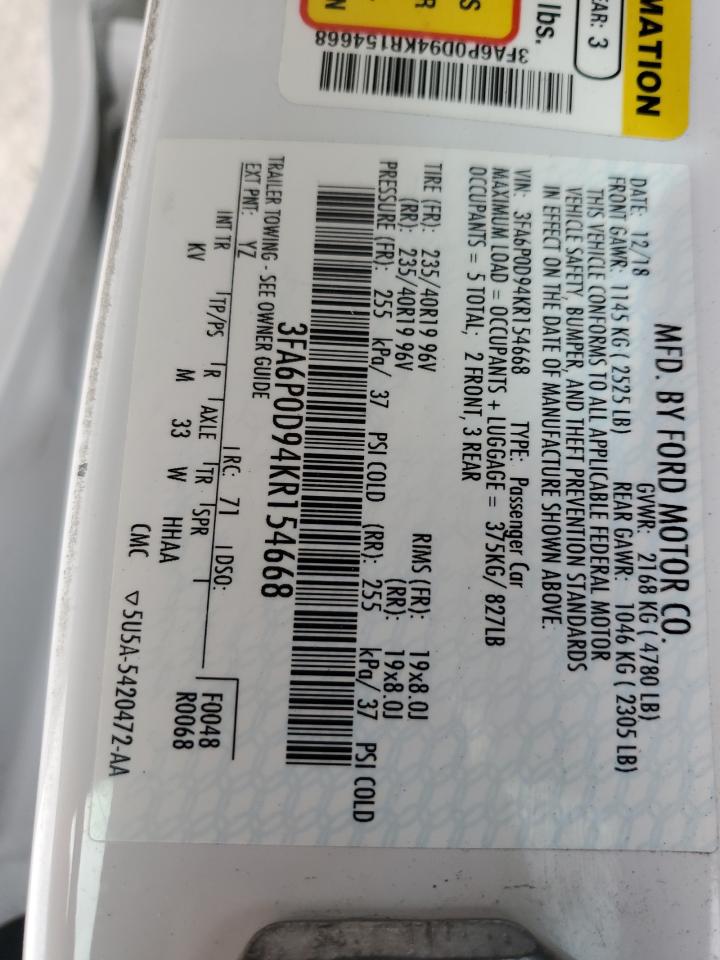 MATION
EAR: 3
lbs.
S
R
N
3FA6P0D94KR154668
MFD. BY FORD MOTOR CO.
DATE: 12/18 GVWR: 2168 KG ( 4780 LB)
FRONT GAWR: 1145 KG ( 2525 LB) REAR GAWR: 1046 KG ( 2305 LB)
THIS VEHICLE CONFORMS TO ALL APPLICABLE FEDERAL MOTOR
VEHICLE SAFETY, BUMPER, AND THEFT PREVENTION STANDARDS
IN EFFECT ON THE DATE OF MANUFACTURE SHOWN ABOVE.
VIN: 3FA6P0D94KR154668 TYPE: Passenger Car
MAXIMUM LOAD = OCCUPANTS + LUGGAGE = 375KG/ 827LB
OCCUPANTS = 5 TOTAL; 2 FRONT, 3 REAR
TIRE (FR): 235/40R19 96V RIMS (FR): 19x8.0J
(RR): 235/40R19 96V (RR): 19x8.0J
PRESSURE (FR): 255 kPa/ 37 PSI COLD (RR): 255 kPa/ 37 PSI COLD
3FA6P0D94KR154668
TRAILER TOWING - SEE OWNER GUIDE
EXT PNT: YZ RC: 71 DSO:
INT TR TP/PS R AXLE TR SPR F0048
KV M 33 W HHAA R0068
CMC ▽5U5A-5420472-AA